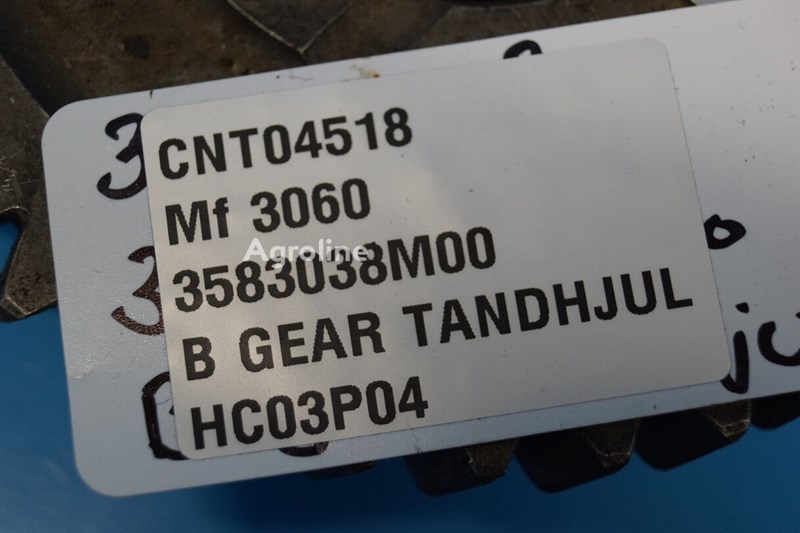 CNT04518
Mf 3060
3583038M00
B GEAR TANDHJUL
HC03P04
Agroline